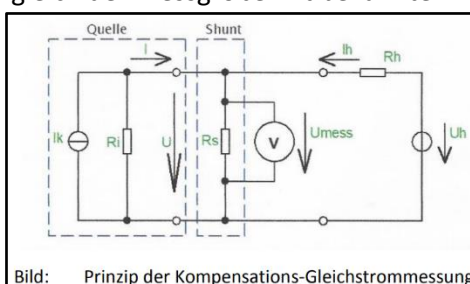 Quelle Shunt
I Ih Rh
Ik Ri U Rs V Umess Uh
Bild: Prinzip der Kompensations-Gleichstrommessung